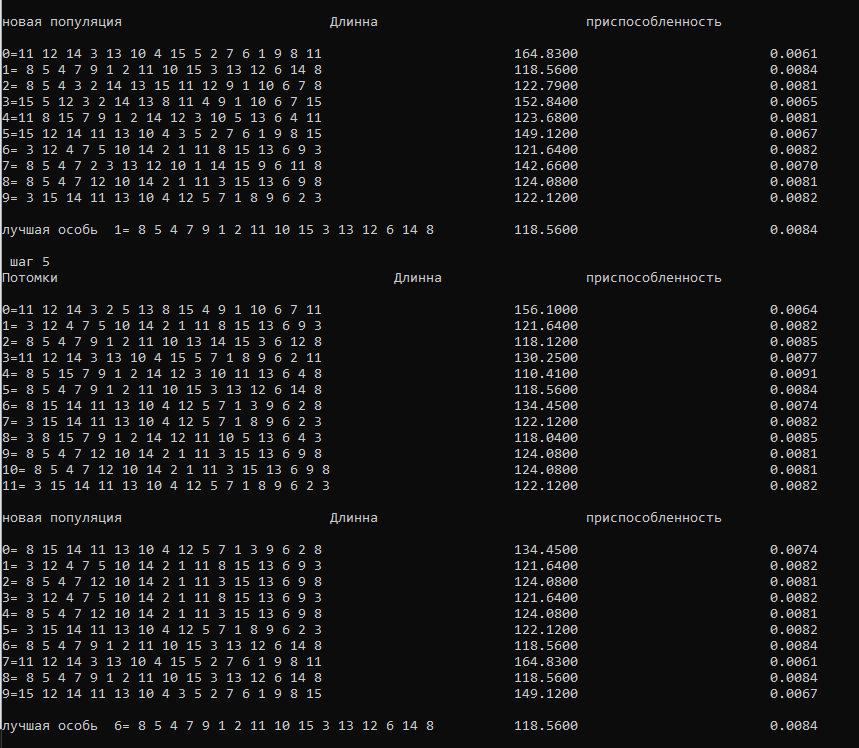 новая популяция Длинна приспособленность
0=11 12 14 3 13 10 4 15 5 2 7 6 1 9 8 11 164.8300 0.0061
1= 8 5 4 7 9 1 2 11 10 15 3 13 12 6 14 8 118.5600 0.0084
2= 8 5 4 3 2 14 13 15 11 12 9 1 10 6 7 8 122.7900 0.0081
3=15 5 12 3 2 14 13 8 11 4 9 1 10 6 7 15 152.8400 0.0065
4=11 8 15 7 9 1 2 14 12 3 10 5 13 6 4 11 123.6800 0.0081
5=15 12 14 11 13 10 4 3 5 2 7 6 1 9 8 15 149.1200 0.0067
6= 3 12 4 7 5 10 14 2 1 11 8 15 13 6 9 3 121.6400 0.0082
7= 8 5 4 7 2 3 13 12 10 1 14 15 9 6 11 8 142.6600 0.0070
8= 8 5 4 7 12 10 14 2 1 11 3 15 13 6 9 8 124.0800 0.0081
9= 3 15 14 11 13 10 4 12 5 7 1 8 9 6 2 3 122.1200 0.0082
лучшая особь 1= 8 5 4 7 9 1 2 11 10 15 3 13 12 6 14 8 118.5600 0.0084
шаг 5
Потомки Длинна приспособленность
0=11 12 14 3 2 5 13 8 15 4 9 1 10 6 7 11 156.1000 0.0064
1= 3 12 4 7 5 10 14 2 1 11 8 15 13 6 9 3 121.6400 0.0082
2= 8 5 4 7 9 1 2 11 10 13 14 15 3 6 12 8 118.1200 0.0085
3=11 12 14 3 13 10 4 15 5 7 1 8 9 6 2 11 130.2500 0.0077
4= 8 5 15 7 9 1 2 14 12 3 10 11 13 6 4 8 110.4100 0.0091
5= 8 5 4 7 9 1 2 11 10 15 3 13 12 6 14 8 118.5600 0.0084
6= 8 15 14 11 13 10 4 12 5 7 1 3 9 6 2 8 134.4500 0.0074
7= 3 15 14 11 13 10 4 12 5 7 1 8 9 6 2 3 122.1200 0.0082
8= 3 8 15 7 9 1 2 14 12 11 10 5 13 6 4 3 118.0400 0.0085
9= 8 5 4 7 12 10 14 2 1 11 3 15 13 6 9 8 124.0800 0.0081
10= 8 5 4 7 12 10 14 2 1 11 3 15 13 6 9 8 124.0800 0.0081
11= 3 15 14 11 13 10 4 12 5 7 1 8 9 6 2 3 122.1200 0.0082
новая популяция Длинна приспособленность
0= 8 15 14 11 13 10 4 12 5 7 1 3 9 6 2 8 134.4500 0.0074
1= 3 12 4 7 5 10 14 2 1 11 8 15 13 6 9 3 121.6400 0.0082
2= 8 5 4 7 12 10 14 2 1 11 3 15 13 6 9 8 124.0800 0.0081
3= 3 12 4 7 5 10 14 2 1 11 8 15 13 6 9 3 121.6400 0.0082
4= 8 5 4 7 12 10 14 2 1 11 3 15 13 6 9 8 124.0800 0.0081
5= 3 15 14 11 13 10 4 12 5 7 1 8 9 6 2 3 122.1200 0.0082
6= 8 5 4 7 9 1 2 11 10 15 3 13 12 6 14 8 118.5600 0.0084
7=11 12 14 3 13 10 4 15 5 2 7 6 1 9 8 11 164.8300 0.0061
8= 8 5 4 7 9 1 2 11 10 15 3 13 12 6 14 8 118.5600 0.0084
9=15 12 14 11 13 10 4 3 5 2 7 6 1 9 8 15 149.1200 0.0067
лучшая особь 6= 8 5 4 7 9 1 2 11 10 15 3 13 12 6 14 8 118.5600 0.0084